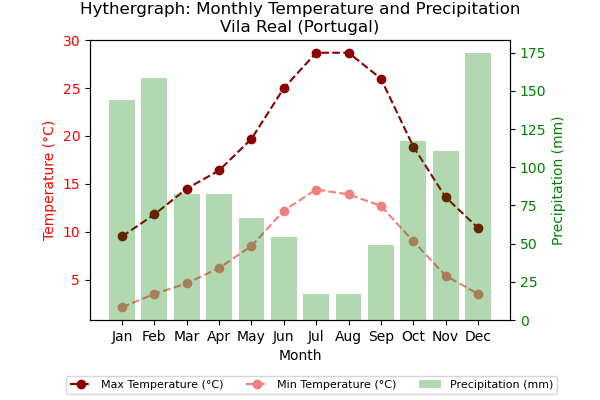 Hythergraph: Monthly Temperature and Precipitation
Vila Real (Portugal)
30
25
20
15
10
5
Temperature (°C)
175
150
125
100
75
50
25
0
Precipitation (mm)
Jan Feb Mar Apr May Jun Jul Aug Sep Oct Nov Dec
Month
Max Temperature (°C) Min Temperature (°C) Precipitation (mm)